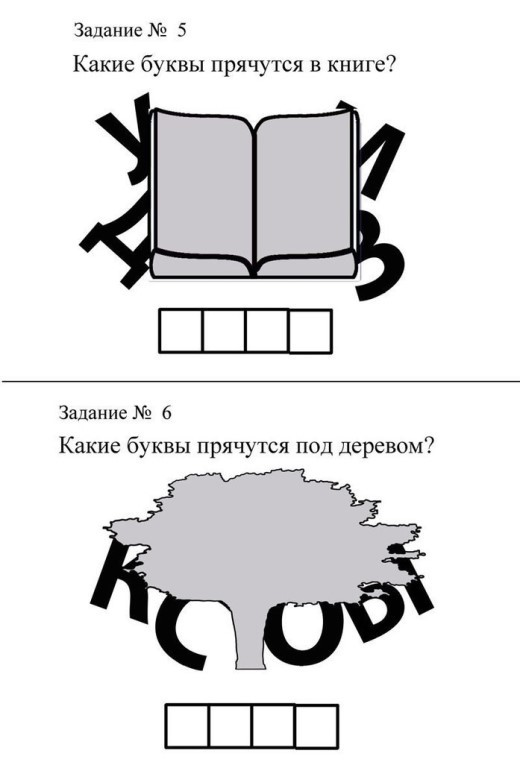 Задание № 5
Какие буквы прячутся в книге?
У
Д З
Задание № 6
Какие буквы прячутся под деревом?
К С О Ы